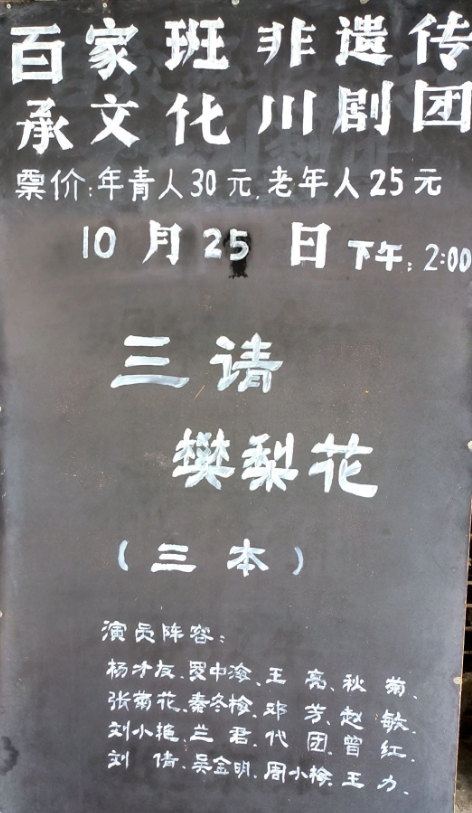 百家班非遗传
承文化川剧团
票价:年青人30元.老年人25元
10月25日下午:2:00
三请
樊梨花
(三本)
演员阵容:
杨才友、罗中海、王亮、秋菊、
张菊花、秦冬梅、邓芳、赵敏、
刘小艳、兰君、代团、曾红、
刘倩、吴金明、周小梅、王力、